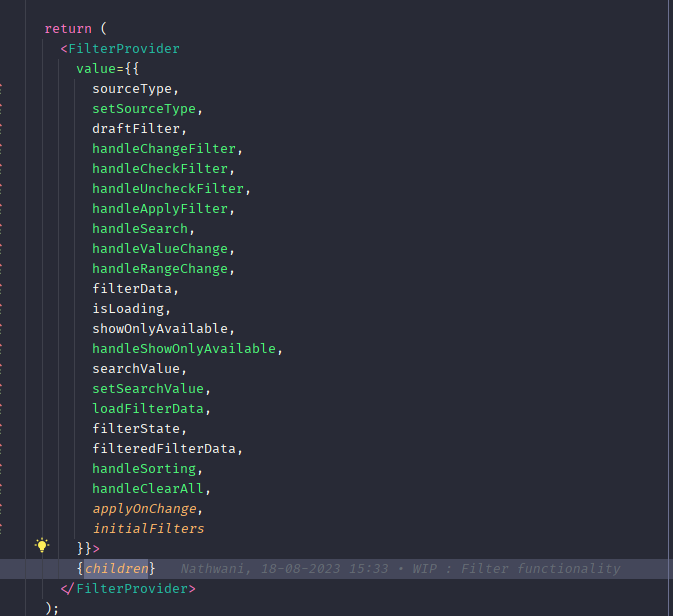 return (
<FilterProvider
value={{
sourceType,
setSourceType,
draftFilter,
handleChangeFilter,
handleCheckFilter,
handleUncheckFilter,
handleApplyFilter,
handleSearch,
handleValueChange,
handleRangeChange,
filterData,
isLoading,
showOnlyAvailable,
handleShowOnlyAvailable,
searchValue,
setSearchValue,
loadFilterData,
filterState,
filteredFilterData,
handleSorting,
handleClearAll,
applyOnChange,
initialFilters
}}>
{children} Nathwani, 18-08-2023 15:33 • WIP : Filter functionality
</FilterProvider>
);